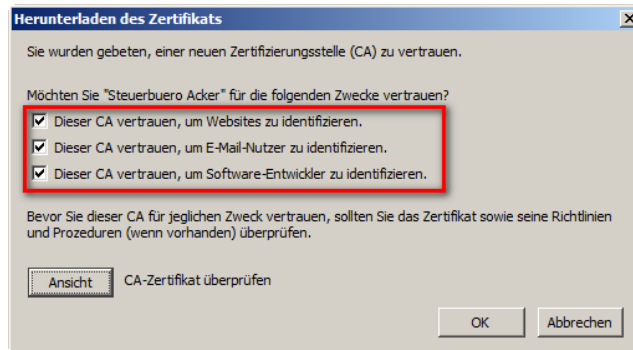 Herunterladen des Zertifikats
Sie wurden gebeten, einer neuen Zertifizierungsstelle (CA) zu vertrauen.
Möchten Sie "Steuerbuero Acker" für die folgenden Zwecke vertrauen?
Dieser CA vertrauen, um Websites zu identifizieren.
Dieser CA vertrauen, um E-Mail-Nutzer zu identifizieren.
Dieser CA vertrauen, um Software-Entwickler zu identifizieren.
Bevor Sie dieser CA für jeglichen Zweck vertrauen, sollten Sie das Zertifikat sowie seine Richtlinien
und Prozeduren (wenn vorhanden) überprüfen.
Ansicht CA-Zertifikat überprüfen
OK Abbrechen